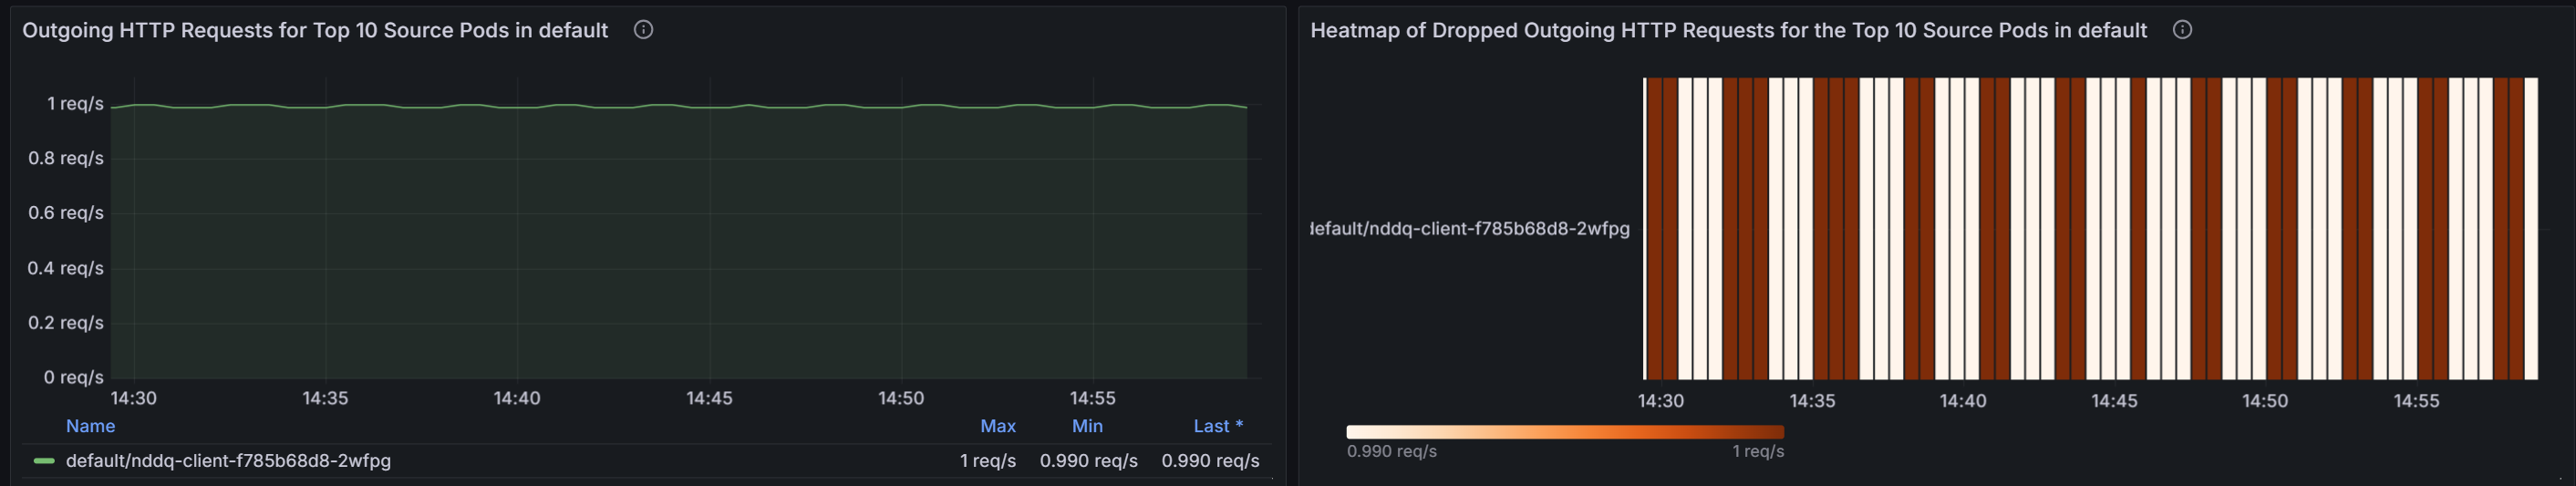 Outgoing HTTP Requests for Top 10 Source Pods in default
1 req/s
0.8 req/s
0.6 req/s
0.4 req/s
0.2 req/s
0 req/s
14:30 14:35 14:40 14:45 14:50 14:55
Name Max Min Last *
default/nddq-client-f785b68d8-2wfpg 1 req/s 0.990 req/s 0.990 req/s
Heatmap of Dropped Outgoing HTTP Requests for the Top 10 Source Pods in default
default/nddq-client-f785b68d8-2wfpg
14:30 14:35 14:40 14:45 14:50 14:55
0.990 req/s 1 req/s